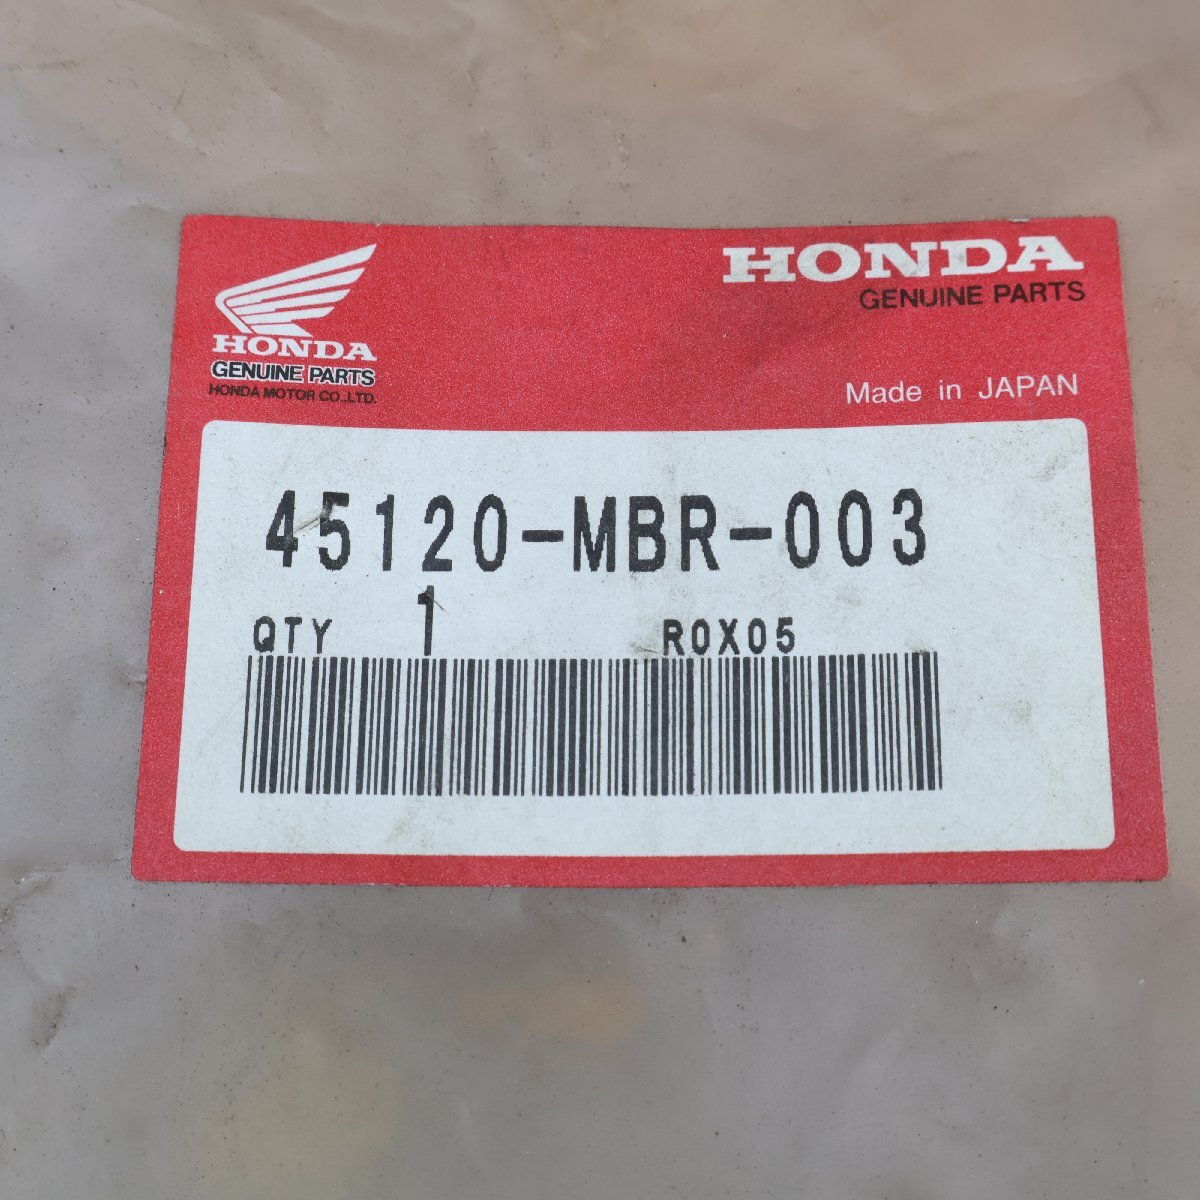 HONDA
GENUINE PARTS
HONDA MOTOR CO.,LTD.
HONDA
GENUINE PARTS
Made in JAPAN
45120-MBR-003
QTY 1 R0X05